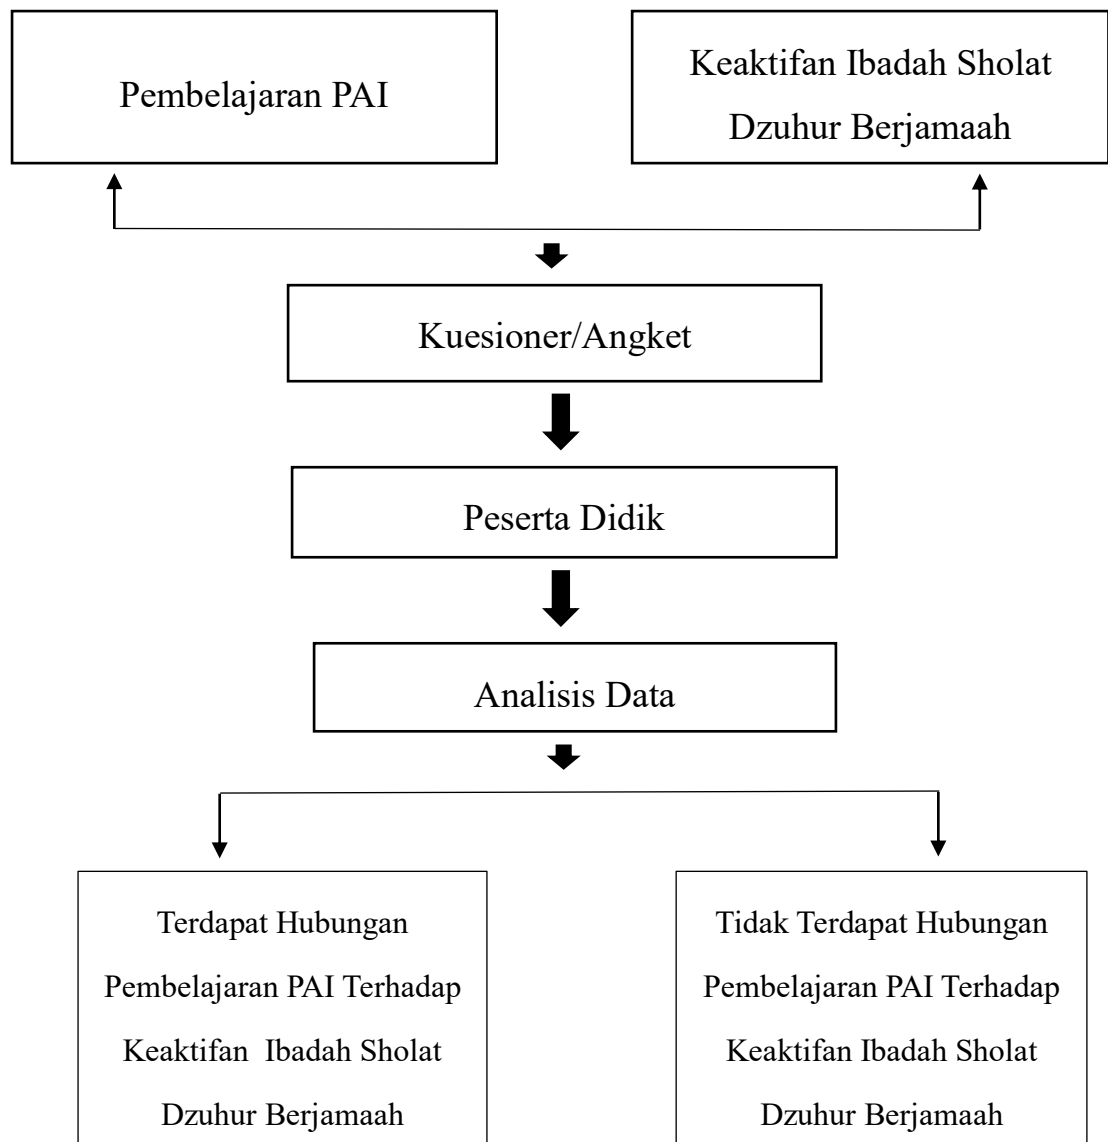 Pembelajaran PAI
Keaktifan Ibadah Sholat
Dzuhur Berjamaah
Kuesioner/Angket
Peserta Didik
Analisis Data
Terdapat Hubungan
Pembelajaran PAI Terhadap
Keaktifan Ibadah Sholat
Dzuhur Berjamaah
Tidak Terdapat Hubungan
Pembelajaran PAI Terhadap
Keaktifan Ibadah Sholat
Dzuhur Berjamaah